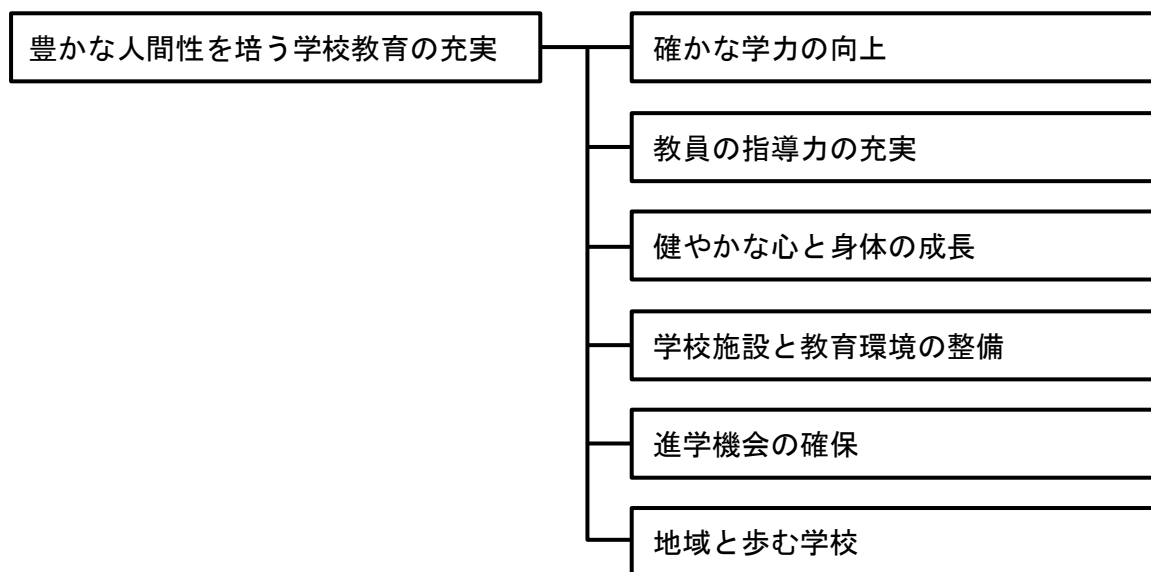 豊かな人間性を培う学校教育の充実
確かな学力の向上
教員の指導力の充実
健やかな心と身体の成長
学校施設と教育環境の整備
進学機会の確保
地域と歩む学校